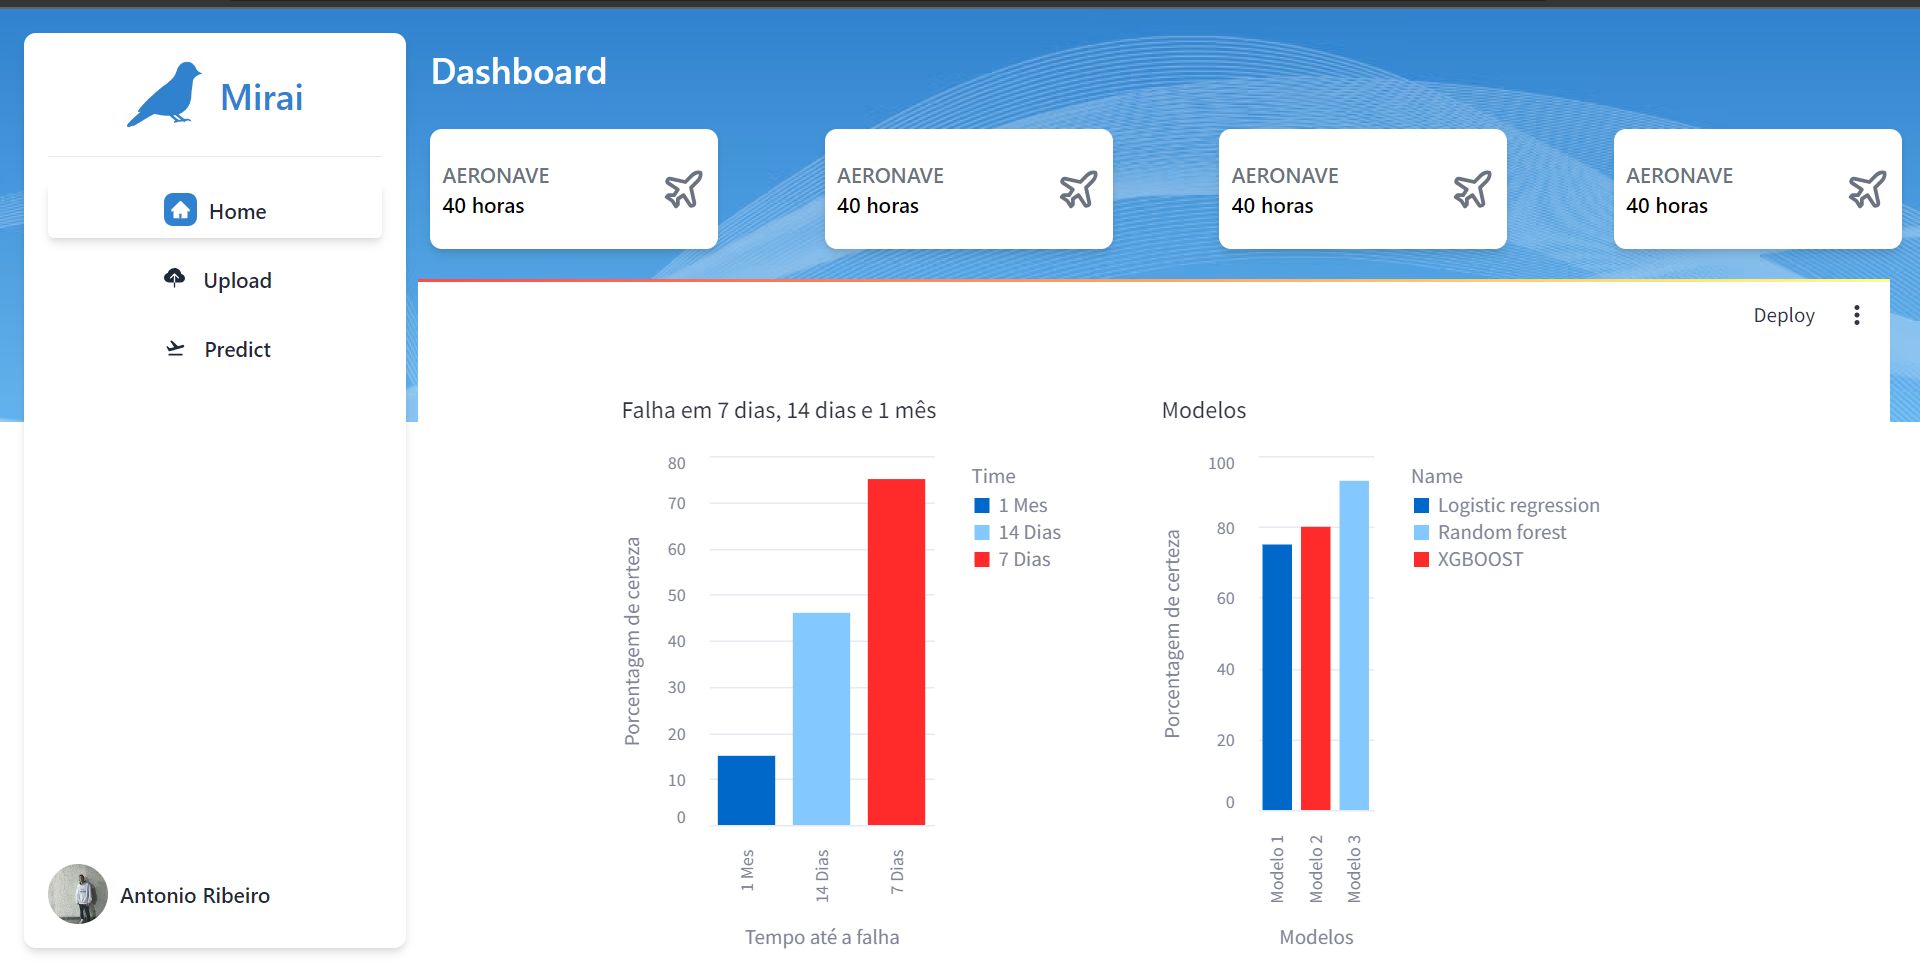 Mirai
Home
Upload
Predict
Antonio Ribeiro
Dashboard
AERONAVE
40 horas
AERONAVE
40 horas
AERONAVE
40 horas
AERONAVE
40 horas
Deploy
Falha em 7 dias, 14 dias e 1 mês
80
70
60
50
40
30
20
10
0
Porcentagem de certeza
1 Mes
14 Dias
7 Dias
Tempo até a falha
Time
1 Mes
14 Dias
7 Dias
Modelos
100
80
60
40
20
0
Porcentagem de certeza
Modelo 1
Modelo 2
Modelo 3
Modelos
Name
Logistic regression
Random forest
XGBOOST